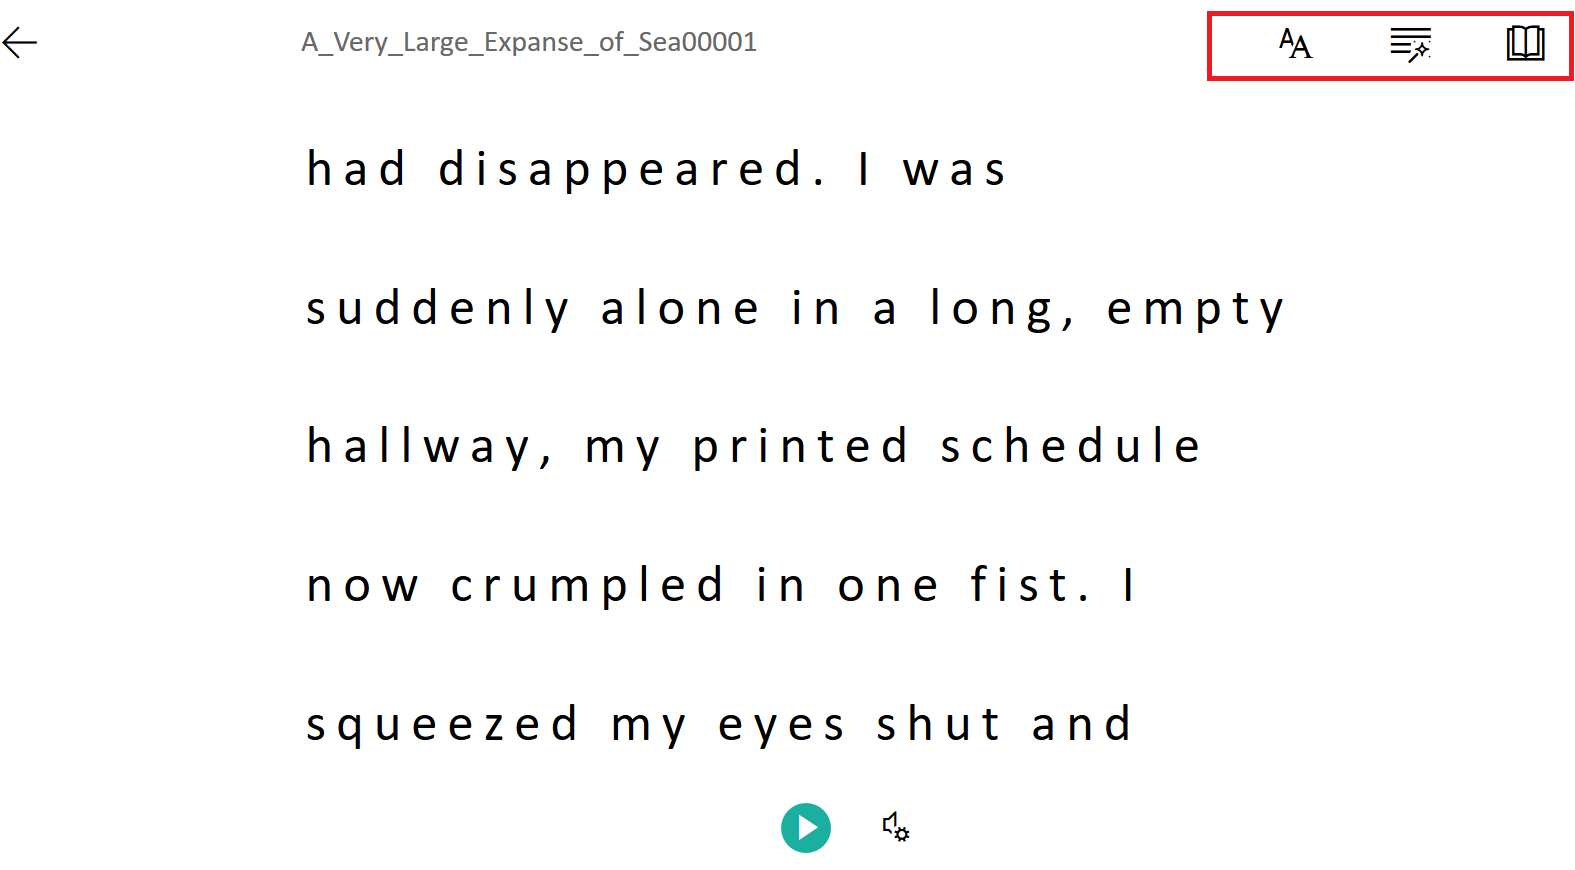 A_Very_Large_Expanse_of_Sea00001
had disappeared. I was
suddenly alone in a long, empty
hallway, my printed schedule
now crumpled in one fist. I
squeezed my eyes shut and